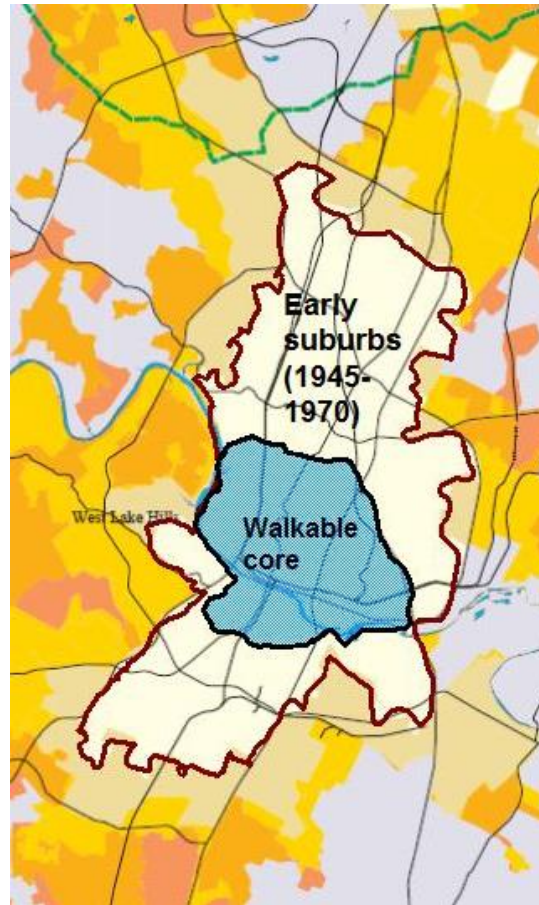 Early
suburbs
(1945-
1970)
West Lake Hills
Walkable
core